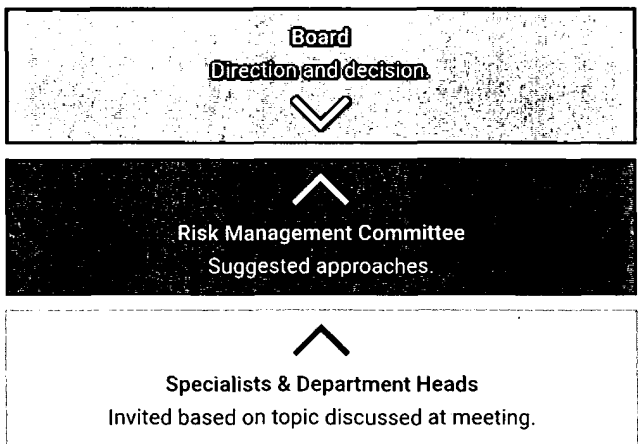 Board
Direction and decision.
Risk Management Committee
Suggested approaches.
Specialists & Department Heads
Invited based on topic discussed at meeting.